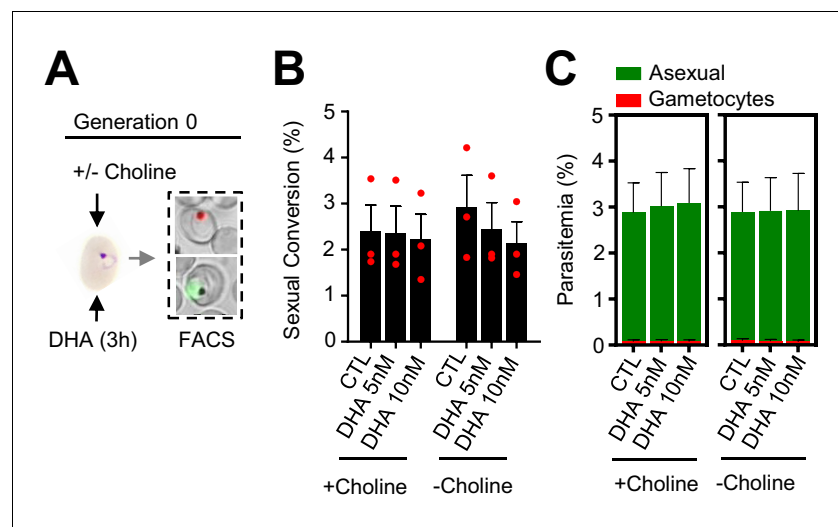 A
Generation 0
+/- Choline
DHA (3h)
FACS
B
Sexual Conversion (%)
5
4
3
2
1
0
CTL
DHA 5nM
DHA 10nM
CTL
DHA 5nM
DHA 10nM
+Choline
-Choline
C
Asexual
Gametocytes
Parasitemia (%)
5
4
3
2
1
0
CTL
DHA 5nM
DHA 10nM
CTL
DHA 5nM
DHA 10nM
+Choline
-Choline